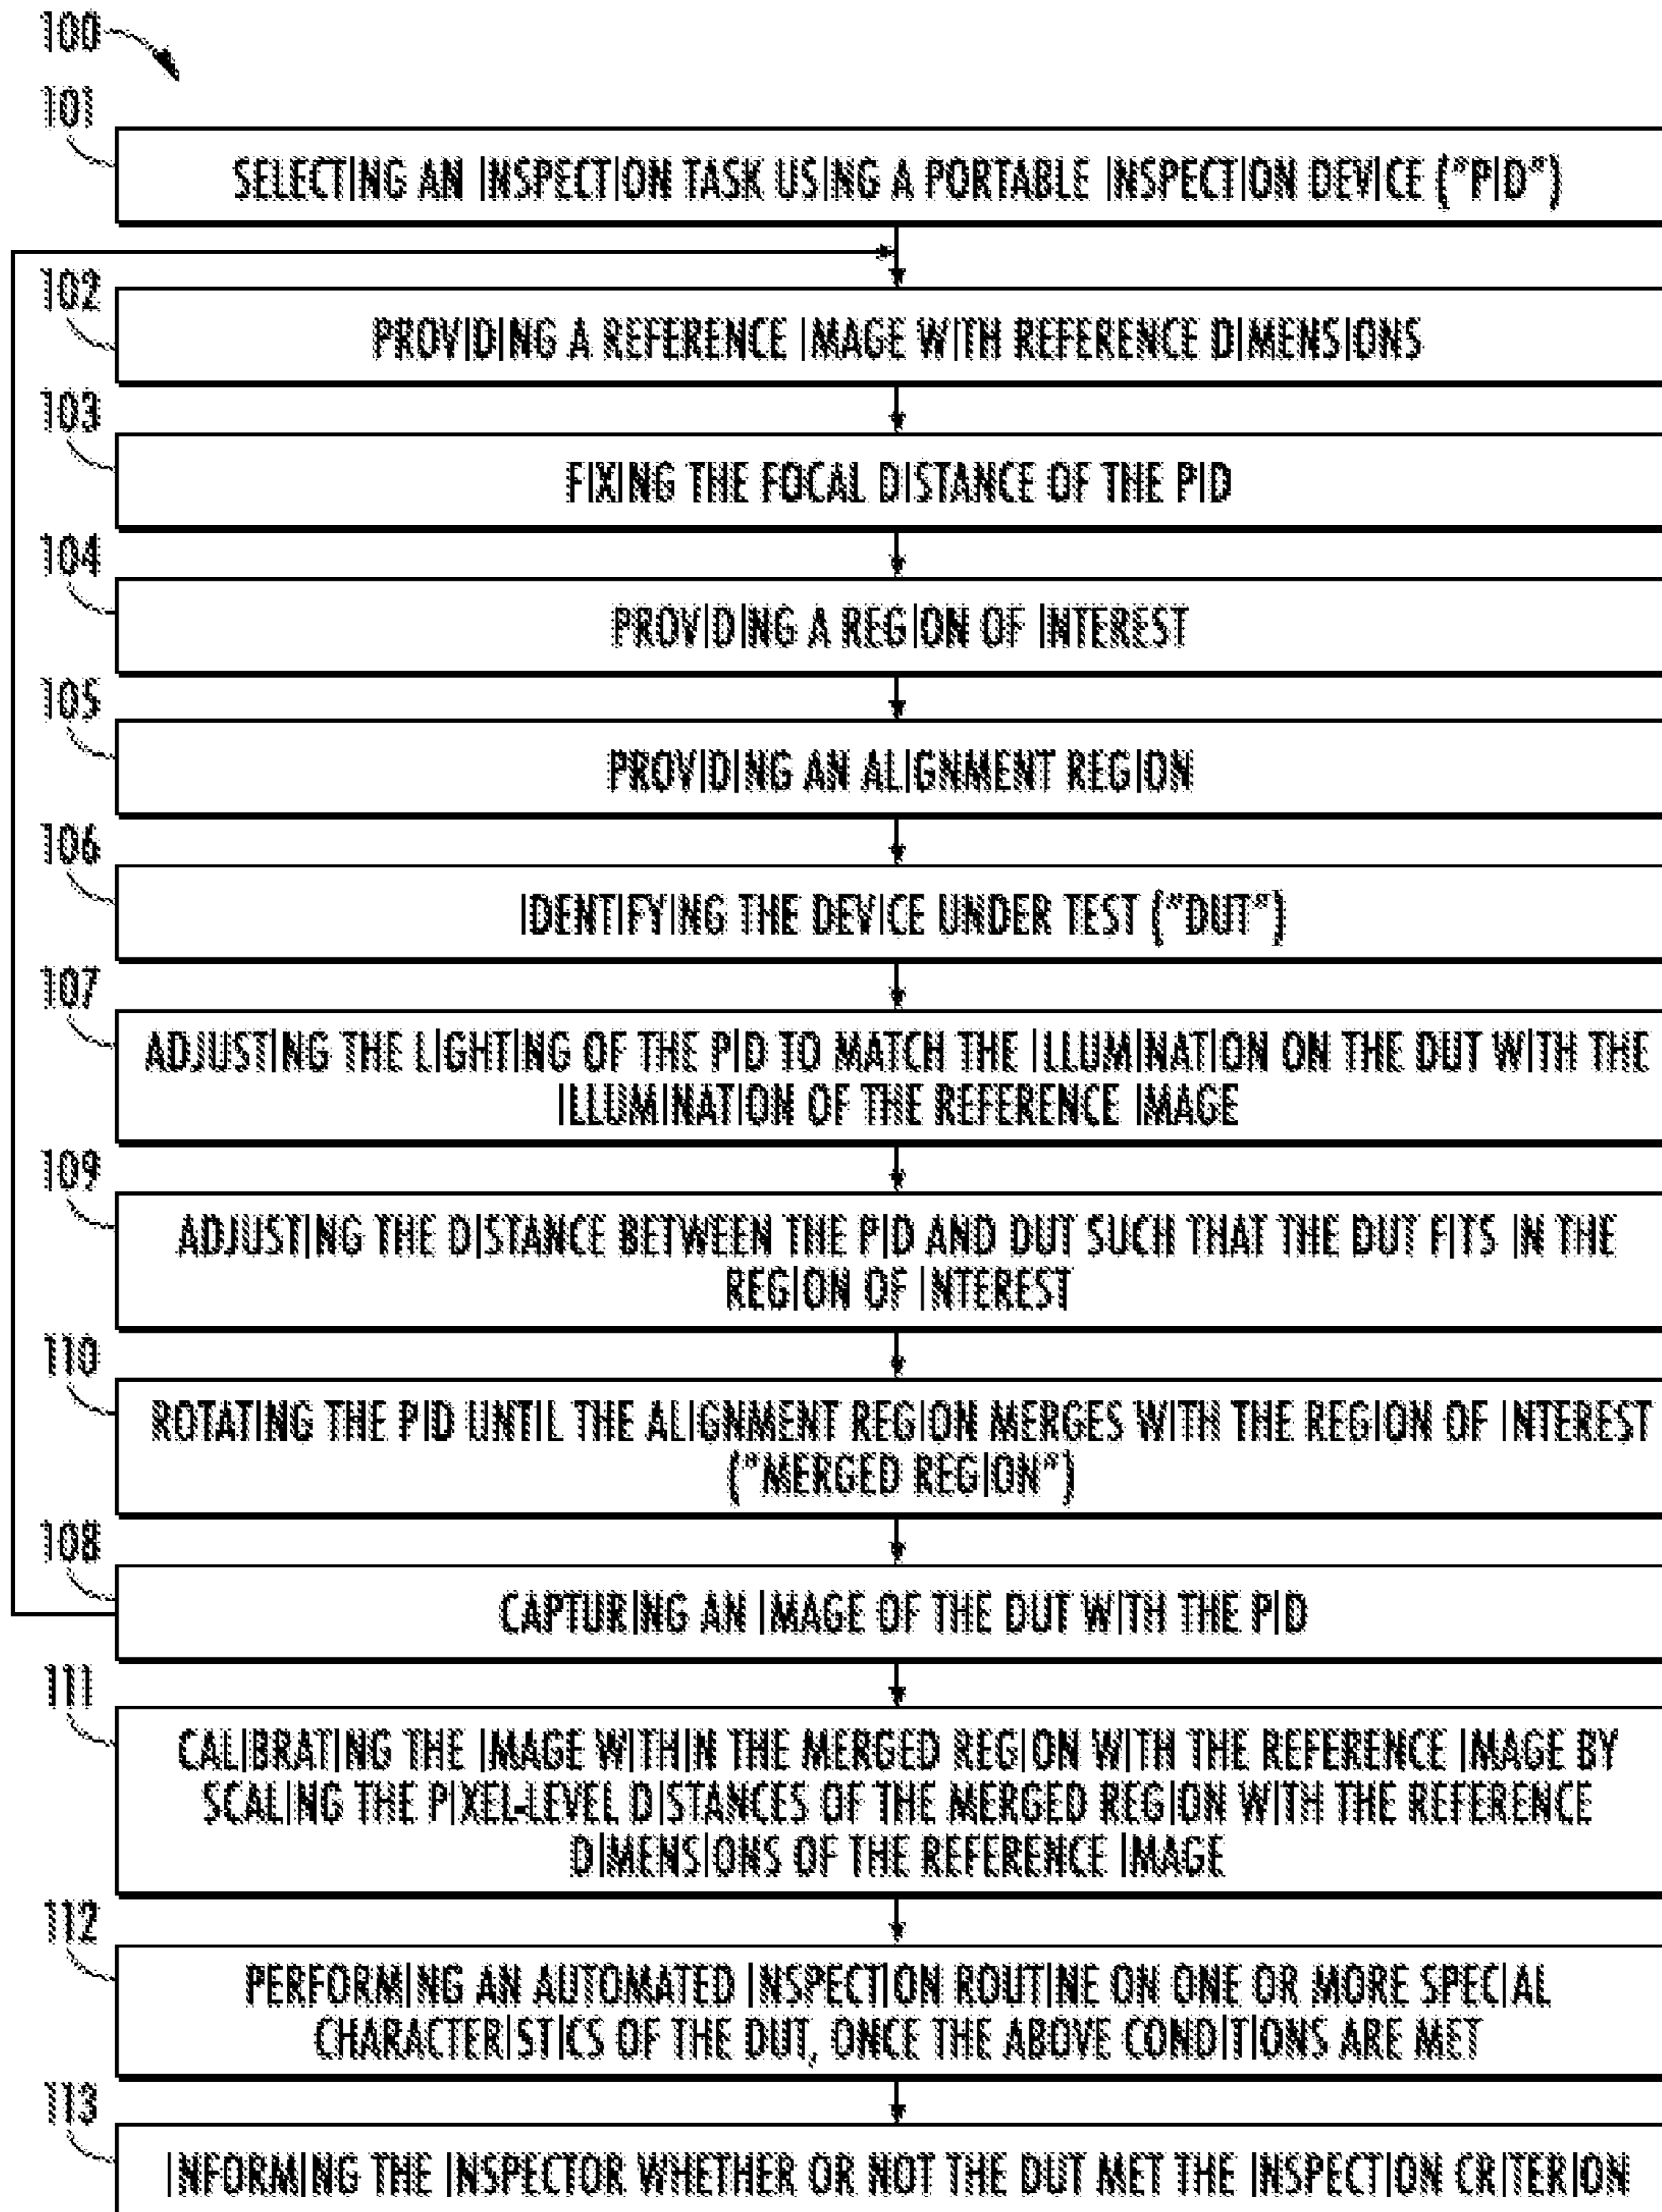 100
101
SELECTING AN INSPECTION TASK USING A PORTABLE INSPECTION DEVICE ("PID")
102
PROVIDING A REFERENCE IMAGE WITH REFERENCE DIMENSIONS
103
FIXING THE FOCAL DISTANCE OF THE PID
104
PROVIDING A REGION OF INTEREST
105
PROVIDING AN ALIGNMENT REGION
106
IDENTIFYING THE DEVICE UNDER TEST ("DUT")
107
ADJUSTING THE LIGHTING OF THE PID TO MATCH THE ILLUMINATION ON THE DUT WITH THE
ILLUMINATION OF THE REFERENCE IMAGE
109
ADJUSTING THE DISTANCE BETWEEN THE PID AND DUT SUCH THAT THE DUT FITS IN THE
REGION OF INTEREST
110
ROTATING THE PID UNTIL THE ALIGNMENT REGION MERGES WITH THE REGION OF INTEREST
("MERGED REGION")
108
CAPTURING AN IMAGE OF THE DUT WITH THE PID
111
CALIBRATING THE IMAGE WITHIN THE MERGED REGION WITH THE REFERENCE IMAGE BY
SCALING THE PIXEL-LEVEL DISTANCES OF THE MERGED REGION WITH THE REFERENCE
DIMENSIONS OF THE REFERENCE IMAGE
112
PERFORMING AN AUTOMATED INSPECTION ROUTINE ON ONE OR MORE SPECIAL
CHARACTERISTICS OF THE DUT, ONCE THE ABOVE CONDITIONS ARE MET
113
INFORMING THE INSPECTOR WHETHER OR NOT THE DUT MET THE INSPECTION CRITERION